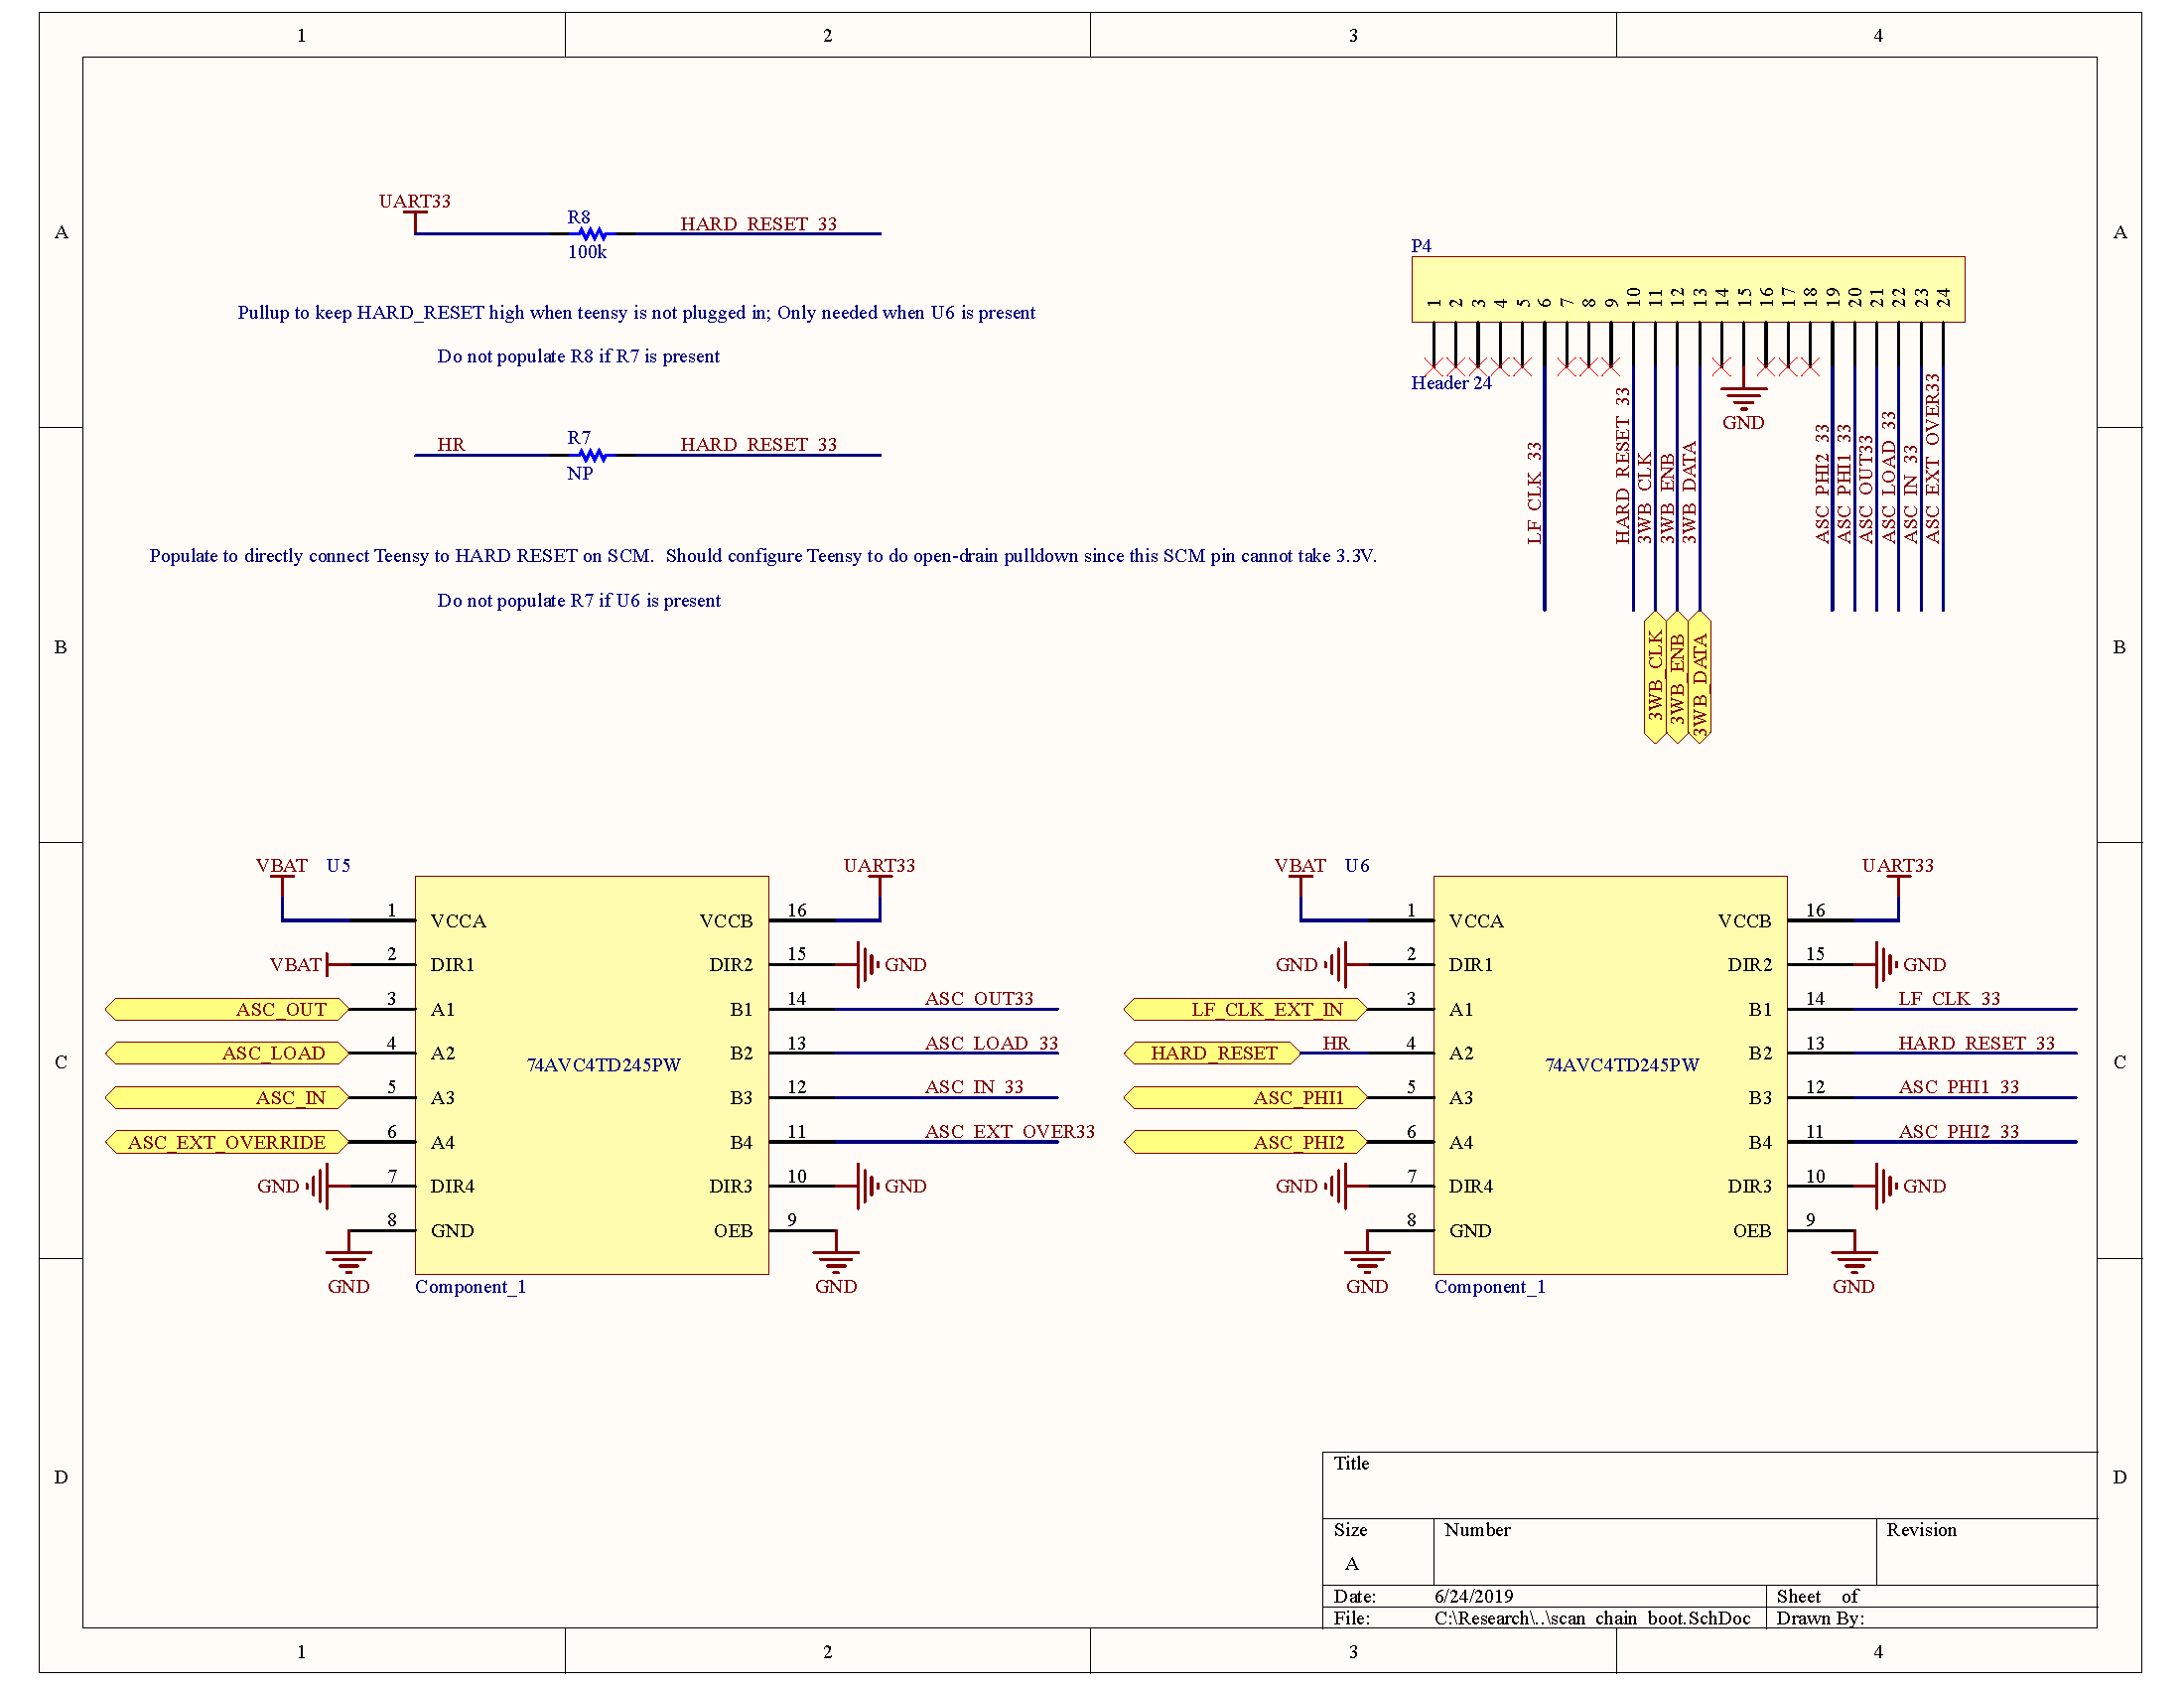 1 2 3 4
A A
UART33
R8
HARD_RESET_33
100k
Pullup to keep HARD_RESET high when teensy is not plugged in; Only needed when U6 is present
Do not populate R8 if R7 is present
HR
R7
HARD_RESET_33
NP
Populate to directly connect Teensy to HARD RESET on SCM.  Should configure Teensy to do open-drain pulldown since this SCM pin cannot take 3.3V.
Do not populate R7 if U6 is present
P4
1 2 3 4 5 6 7 8 9 10 11 12 13 14 15 16 17 18 19 20 21 22 23 24
Header 24
GND
LF_CLK_33
HARD_RESET_33
3WB_CLK
3WB_ENB
3WB_DATA
ASC_PHI2_33
ASC_PHI1_33
ASC_OUT33
ASC_LOAD_33
ASC_IN_33
ASC_EXT_OVER33
3WB_CLK
3WB_ENB
3WB_DATA
B B
VBAT U5 UART33
1 VCCA VCCB 16
VBAT 2 DIR1 DIR2 15 GND
ASC_OUT 3 A1 B1 14 ASC_OUT33
ASC_LOAD 4 A2 B2 13 ASC_LOAD_33
74AVC4TD245PW
ASC_IN 5 A3 B3 12 ASC_IN_33
ASC_EXT_OVERRIDE 6 A4 B4 11 ASC_EXT_OVER33
GND 7 DIR4 DIR3 10 GND
8 GND OEB 9
GND Component_1 GND
VBAT U6 UART33
1 VCCA VCCB 16
GND 2 DIR1 DIR2 15 GND
LF_CLK_EXT_IN 3 A1 B1 14 LF_CLK_33
HARD_RESET HR 4 A2 B2 13 HARD_RESET_33
74AVC4TD245PW
ASC_PHI1 5 A3 B3 12 ASC_PHI1_33
ASC_PHI2 6 A4 B4 11 ASC_PHI2_33
GND 7 DIR4 DIR3 10 GND
8 GND OEB 9
GND Component_1 GND
C C
D D
Title
Size Number Revision
A
Date: 6/24/2019 Sheet of
File: C:\Research\..\scan_chain_boot.SchDoc Drawn By:
1 2 3 4